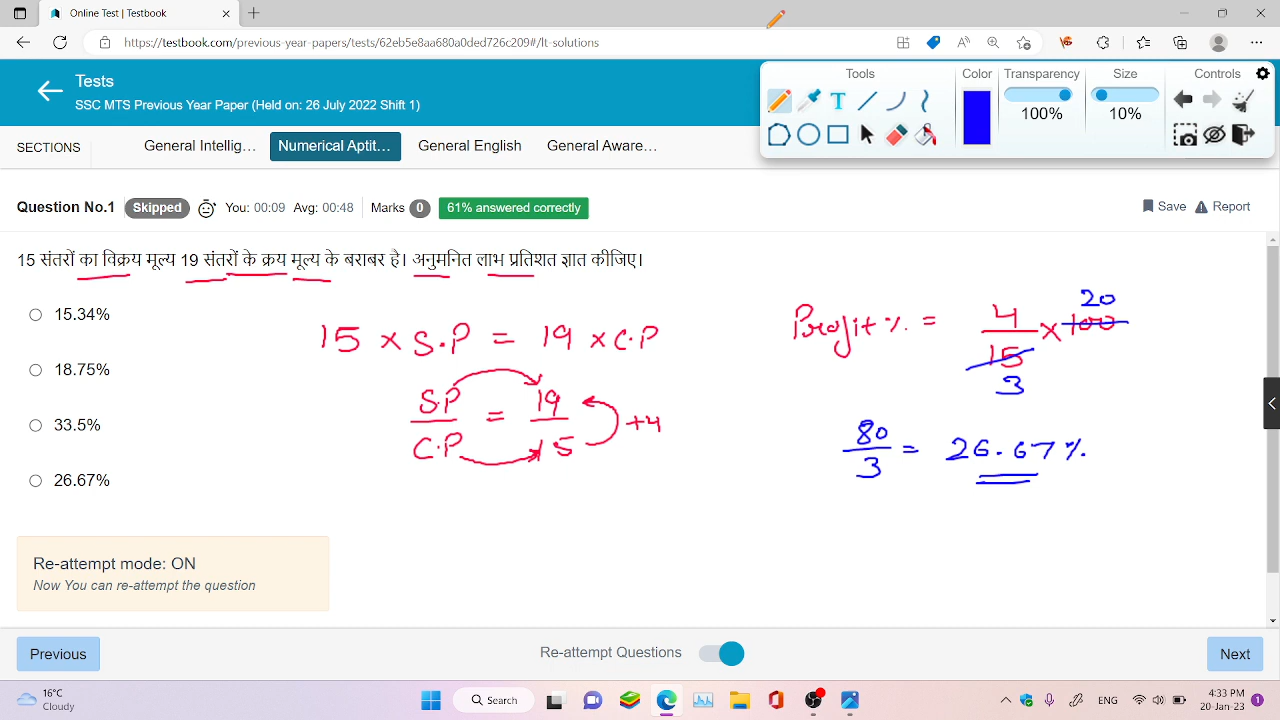 Online Test | Testbook
https://testbook.com/previous-year-papers/tests/62eb5e8aa680a0ded726c209#/lt-solutions
Tests
SSC MTS Previous Year Paper (Held on: 26 July 2022 Shift 1)
Tools
Color
Transparency
Size
Controls
100%
10%
SECTIONS
General Intellig...
Numerical Aptit...
General English
General Aware...
Question No.1
Skipped
You: 00:09
Avg: 00:48
Marks 0
61% answered correctly
Save
Report
15 संतरों का विक्रय मूल्य 19 संतरों के क्रय मूल्य के बराबर है। अनुमनित लाभ प्रतिशत ज्ञात कीजिए।
15.34%
18.75%
33.5%
26.67%
15 × S.P = 19 × C.P
S.P
C.P
=
19
15
+4
Profit % = 4 × 100
15
20
3
80
3
= 26.67 %
Re-attempt mode: ON
Now You can re-attempt the question
Previous
Re-attempt Questions
Next
16°C
Cloudy
Search
ENG
4:33 PM
20-Jan-23
1